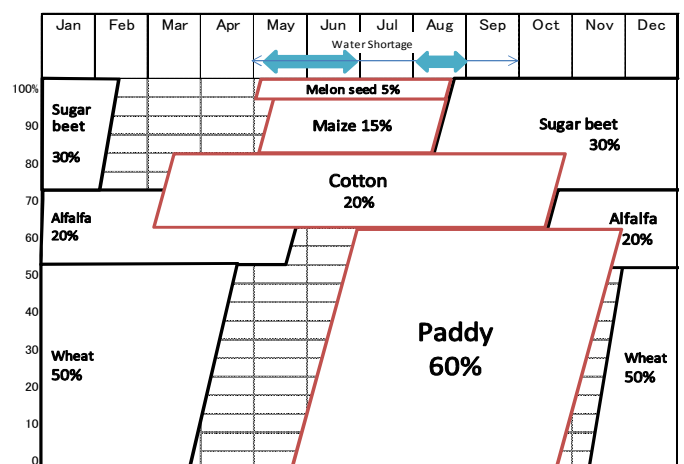 Jan Feb Mar Apr May Jun Jul Aug Sep Oct Nov Dec
Water Shortage
100%
90
80
70
60
50
40
30
20
10
0
Sugar
beet
30%
Melon seed 5%
Maize 15%
Sugar beet
30%
Cotton
20%
Alfalfa
20%
Alfalfa
20%
Wheat
50%
Paddy
60%
Wheat
50%